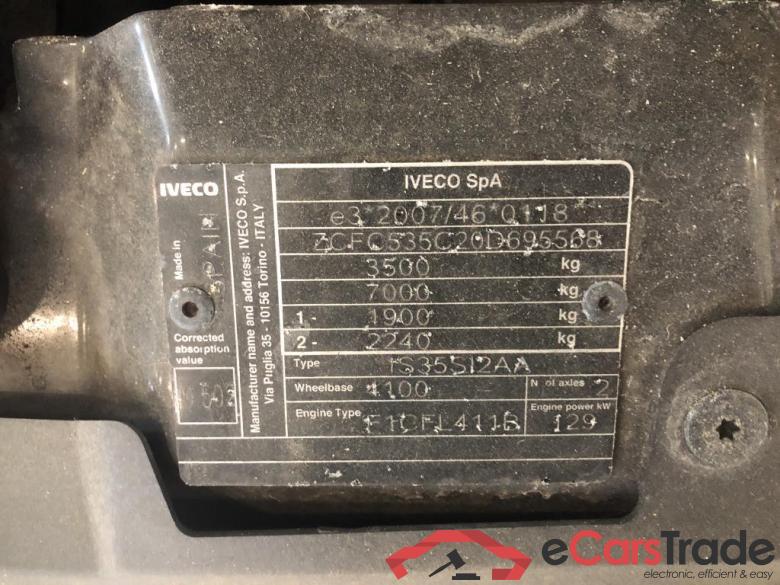 IVECO
IVECO SpA
Made in
SPAIN
Corrected
absorption
value
Manufacturer name and address: IVECO S.p.A.
Via Puglia 35 - 10156 Torino - ITALY
e3*2007/46*0118
ZCFC535C20D695568
3500 kg
7000 kg
1- 1900 kg
2- 2240 kg
Type IS35SI2AA
Wheelbase 4100 N. of axles 2
Engine Type F1CFL411B Engine power kW 129
eCarsTrade
electronic, efficient & easy